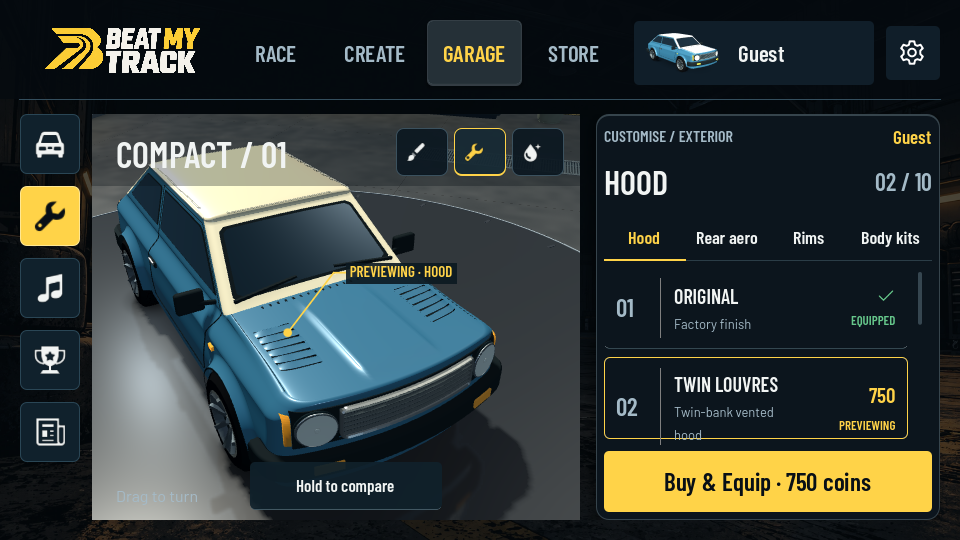 BEAT MY
TRACK
RACE
CREATE
GARAGE
STORE
Guest
COMPACT / 01
PREVIEWING · HOOD
Drag to turn
Hold to compare
CUSTOMISE / EXTERIOR
Guest
HOOD
02 / 10
Hood
Rear aero
Rims
Body kits
01
ORIGINAL
Factory finish
EQUIPPED
02
TWIN LOUVRES
Twin-bank vented
hood
750
PREVIEWING
Buy & Equip · 750 coins